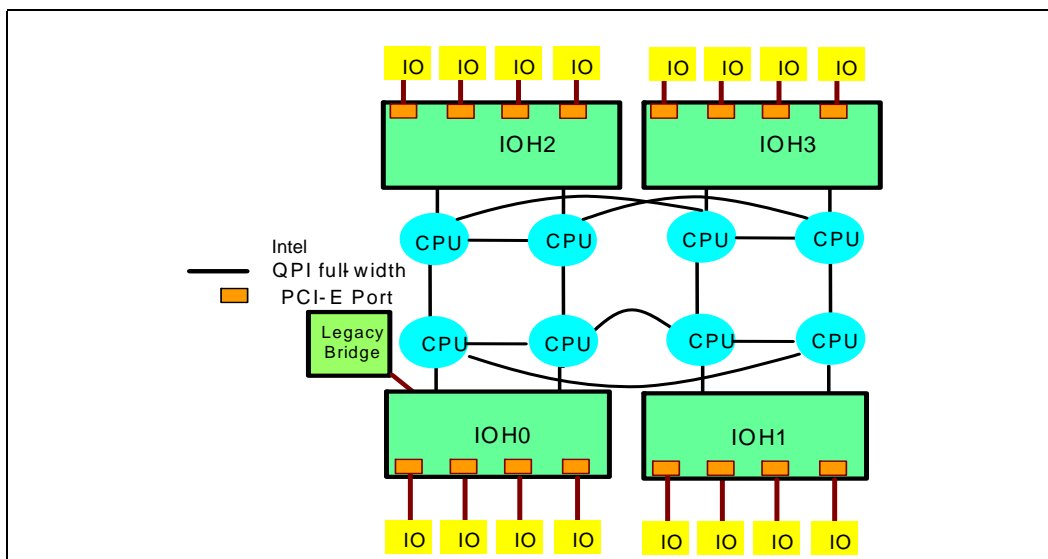 IO IO IO IO IO IO IO IO
IOH2 IOH3
CPU CPU CPU CPU
Intel
QPI full-width
PCI-E Port
Legacy
Bridge
CPU CPU CPU CPU
IOH0 IOH1
IO IO IO IO IO IO IO IO